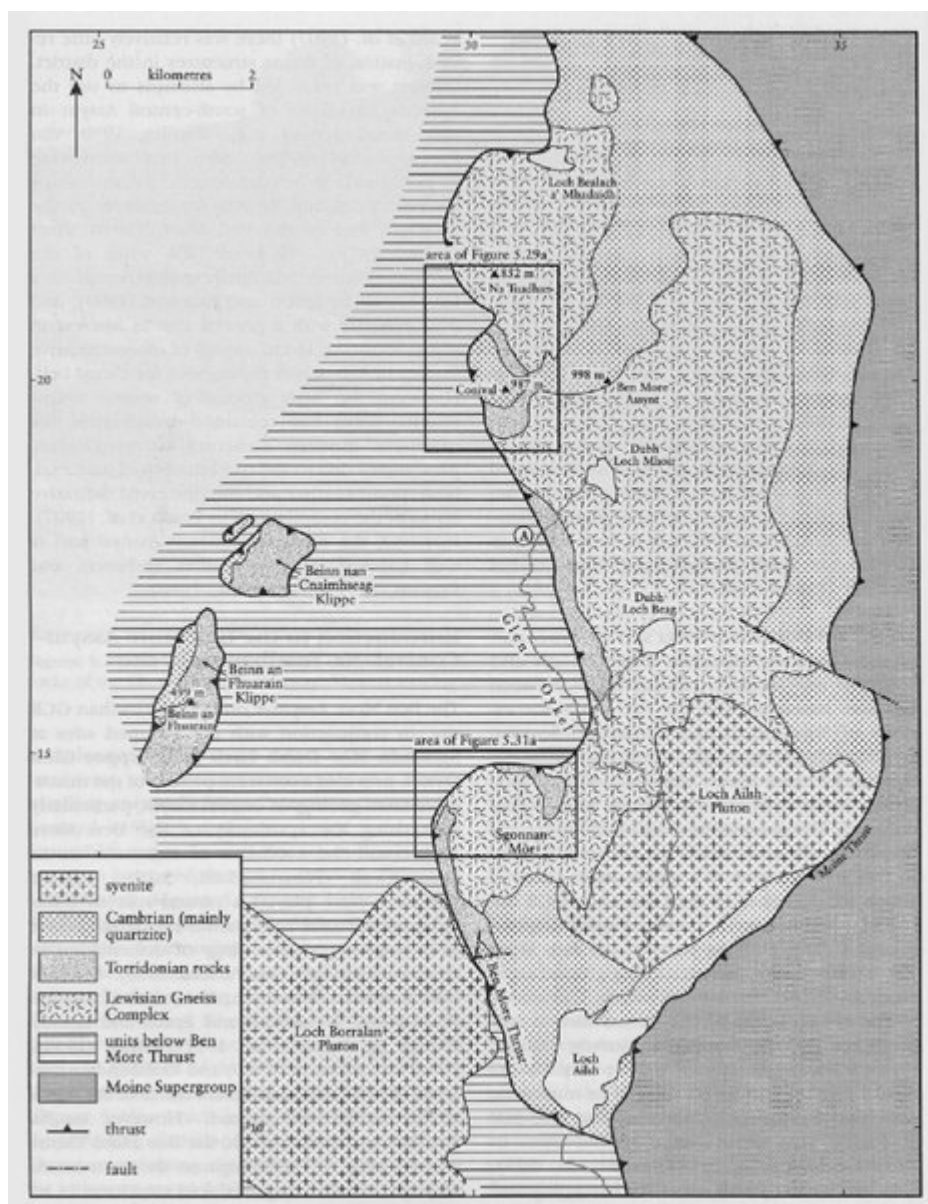 25
30
35
0 kilometres 2
N
Loch Bealach
a' Mhadaidh
area of Figure 5.29a
832 m
Na Tuadhan
20
Conival
987 m
998 m
Ben More
Assynt
Dubh
Loch Mhoir
A
Beinn nan
Cnaimhseag
Klippe
Glen Oykel
Dubh
Loch Beag
Beinn an
Fhuarain
Klippe
499 m
Beinn an
Fhuarain
15
area of Figure 5.31a
Loch Ailsh
Pluton
Sgonnan
Mòr
Moine Thrust
syenite
Cambrian (mainly
quartzite)
Torridonian rocks
Lewisian Gneiss
Complex
units below Ben
More Thrust
Moine Supergroup
thrust
fault
Ben More Thrust
Loch Borralan
Pluton
Loch
Ailsh